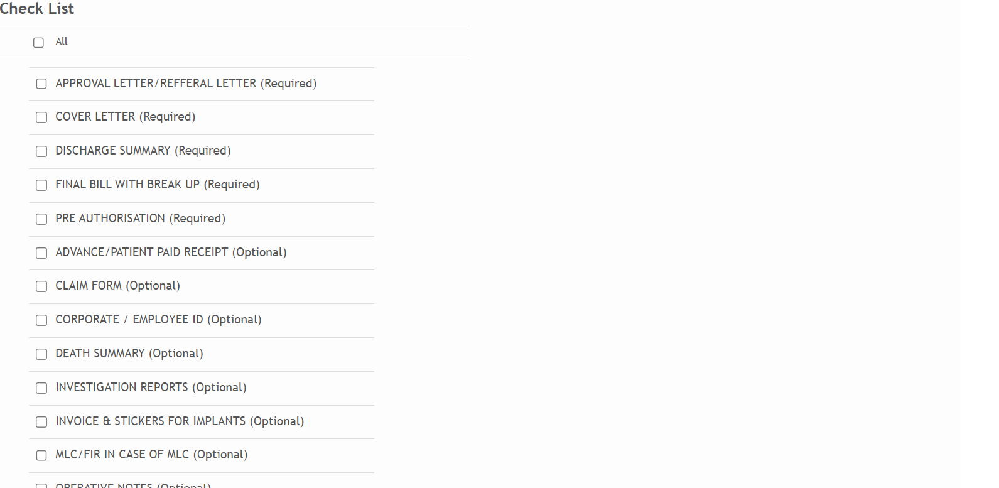 Check List
All
APPROVAL LETTER/REFFERAL LETTER (Required)
COVER LETTER (Required)
DISCHARGE SUMMARY (Required)
FINAL BILL WITH BREAK UP (Required)
PRE AUTHORISATION (Required)
ADVANCE/PATIENT PAID RECEIPT (Optional)
CLAIM FORM (Optional)
CORPORATE / EMPLOYEE ID (Optional)
DEATH SUMMARY (Optional)
INVESTIGATION REPORTS (Optional)
INVOICE & STICKERS FOR IMPLANTS (Optional)
MLC/FIR IN CASE OF MLC (Optional)
OPERATIVE NOTES (Optional)